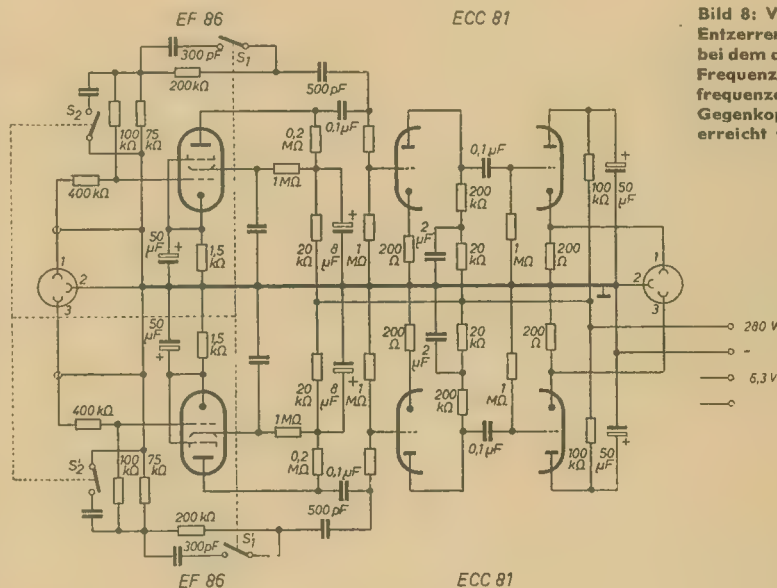 EF 86
ECC 81
Bild 8: V
Entzerrer
bei dem d
Frequenz
frequenz
Gegenkop
erreicht
300 pF
S1
200 kΩ
500 pF
S2
100 kΩ
75 kΩ
0,1 µF
0,2 MΩ
400 kΩ
1 MΩ
0,1 µF
200 kΩ
100 kΩ
50 µF
50 µF
1,5 kΩ
20 kΩ
8 µF
1 MΩ
200 Ω
2 µF
20 kΩ
1 MΩ
200 Ω
1
2
3
1
2
3
50 µF
1,5 kΩ
20 kΩ
8 µF
1 MΩ
200 Ω
2 µF
20 kΩ
1 MΩ
200 Ω
280 V
-
6,3 V
400 kΩ
1 MΩ
200 kΩ
0,1 µF
100 kΩ
50 µF
S'2
100 kΩ
75 kΩ
0,2 MΩ
0,1 µF
200 kΩ
500 pF
300 pF
S'1
EF 86
ECC 81